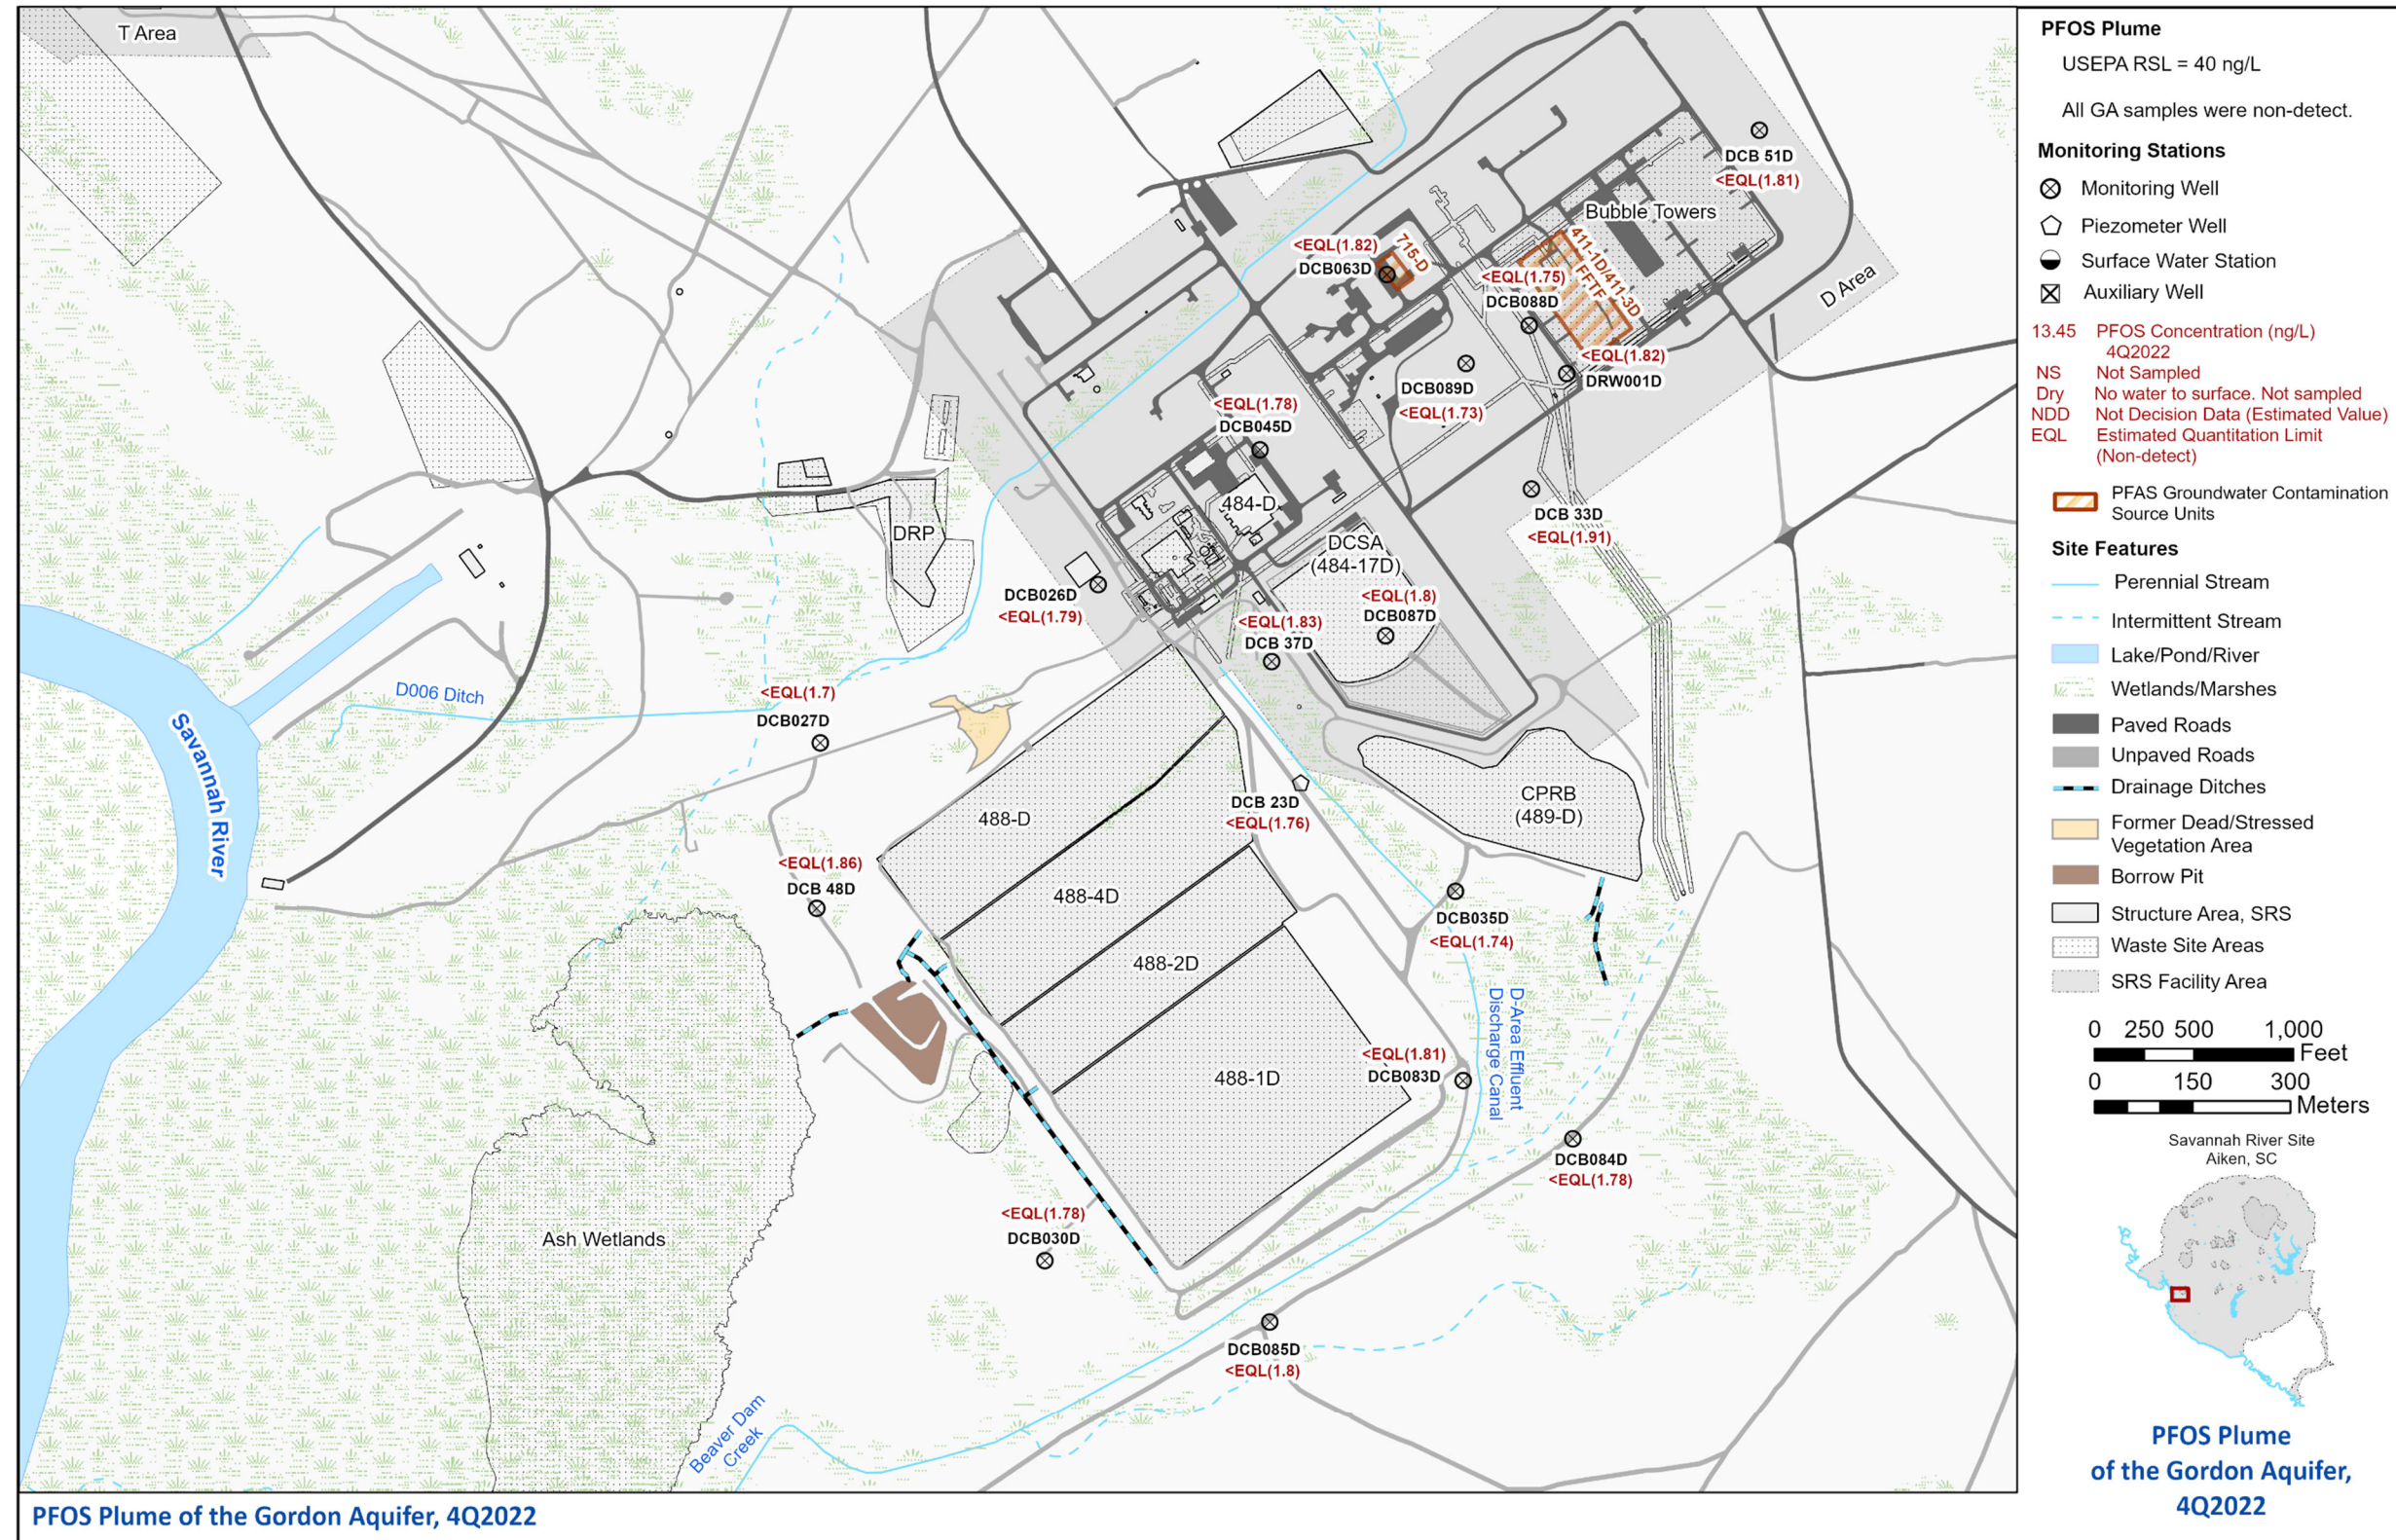 T Area
DCB 51D
<EQL(1.81)
Bubble Towers
<EQL(1.82)
DCB063D
715-D
411-1D/411-3D
FFTF
<EQL(1.75)
DCB088D
D Area
<EQL(1.82)
DRW001D
DCB089D
<EQL(1.73)
<EQL(1.78)
DCB045D
484-D
DCB 33D
<EQL(1.91)
DRP
DCSA
(484-17D)
DCB026D
<EQL(1.79)
<EQL(1.8)
DCB087D
<EQL(1.83)
DCB 37D
D006 Ditch
<EQL(1.7)
DCB027D
Savannah River
488-D
DCB 23D
<EQL(1.76)
CPRB
(489-D)
<EQL(1.86)
DCB 48D
488-4D
DCB035D
<EQL(1.74)
488-2D
D-Area Effluent
Discharge Canal
<EQL(1.81)
DCB083D
488-1D
DCB084D
<EQL(1.78)
<EQL(1.78)
DCB030D
Ash Wetlands
DCB085D
<EQL(1.8)
Beaver Dam
Creek
PFOS Plume of the Gordon Aquifer, 4Q2022
PFOS Plume
USEPA RSL = 40 ng/L
All GA samples were non-detect.
Monitoring Stations
Monitoring Well
Piezometer Well
Surface Water Station
Auxiliary Well
13.45 PFOS Concentration (ng/L)
4Q2022
NS Not Sampled
Dry No water to surface. Not sampled
NDD Not Decision Data (Estimated Value)
EQL Estimated Quantitation Limit
(Non-detect)
PFAS Groundwater Contamination
Source Units
Site Features
Perennial Stream
Intermittent Stream
Lake/Pond/River
Wetlands/Marshes
Paved Roads
Unpaved Roads
Drainage Ditches
Former Dead/Stressed
Vegetation Area
Borrow Pit
Structure Area, SRS
Waste Site Areas
SRS Facility Area
0 250 500 1,000
Feet
0 150 300
Meters
Savannah River Site
Aiken, SC
PFOS Plume
of the Gordon Aquifer,
4Q2022